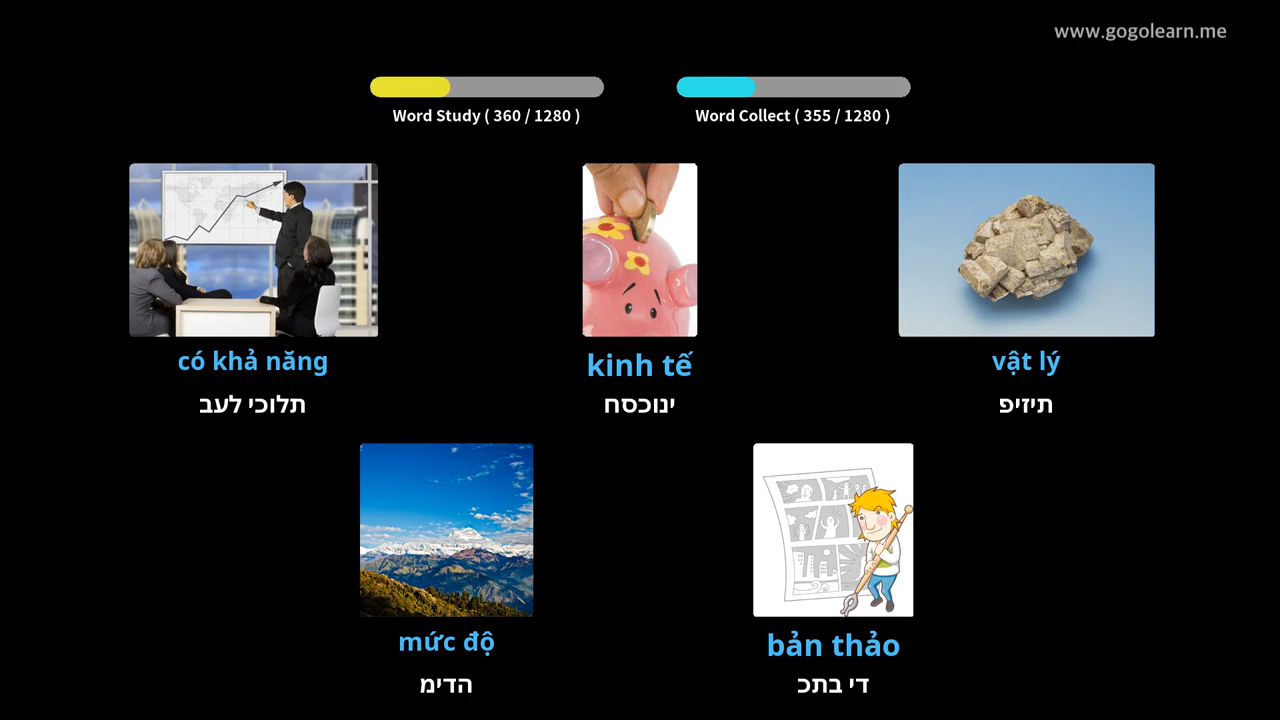 www.gogolearn.me
Word Study ( 360 / 1280 )
Word Collect ( 355 / 1280 )
có khả năng
תלוכי לעב
kinh tế
ינוכסח
vật lý
תיזיפ
mức độ
הדימ
bản thảo
די בתכ